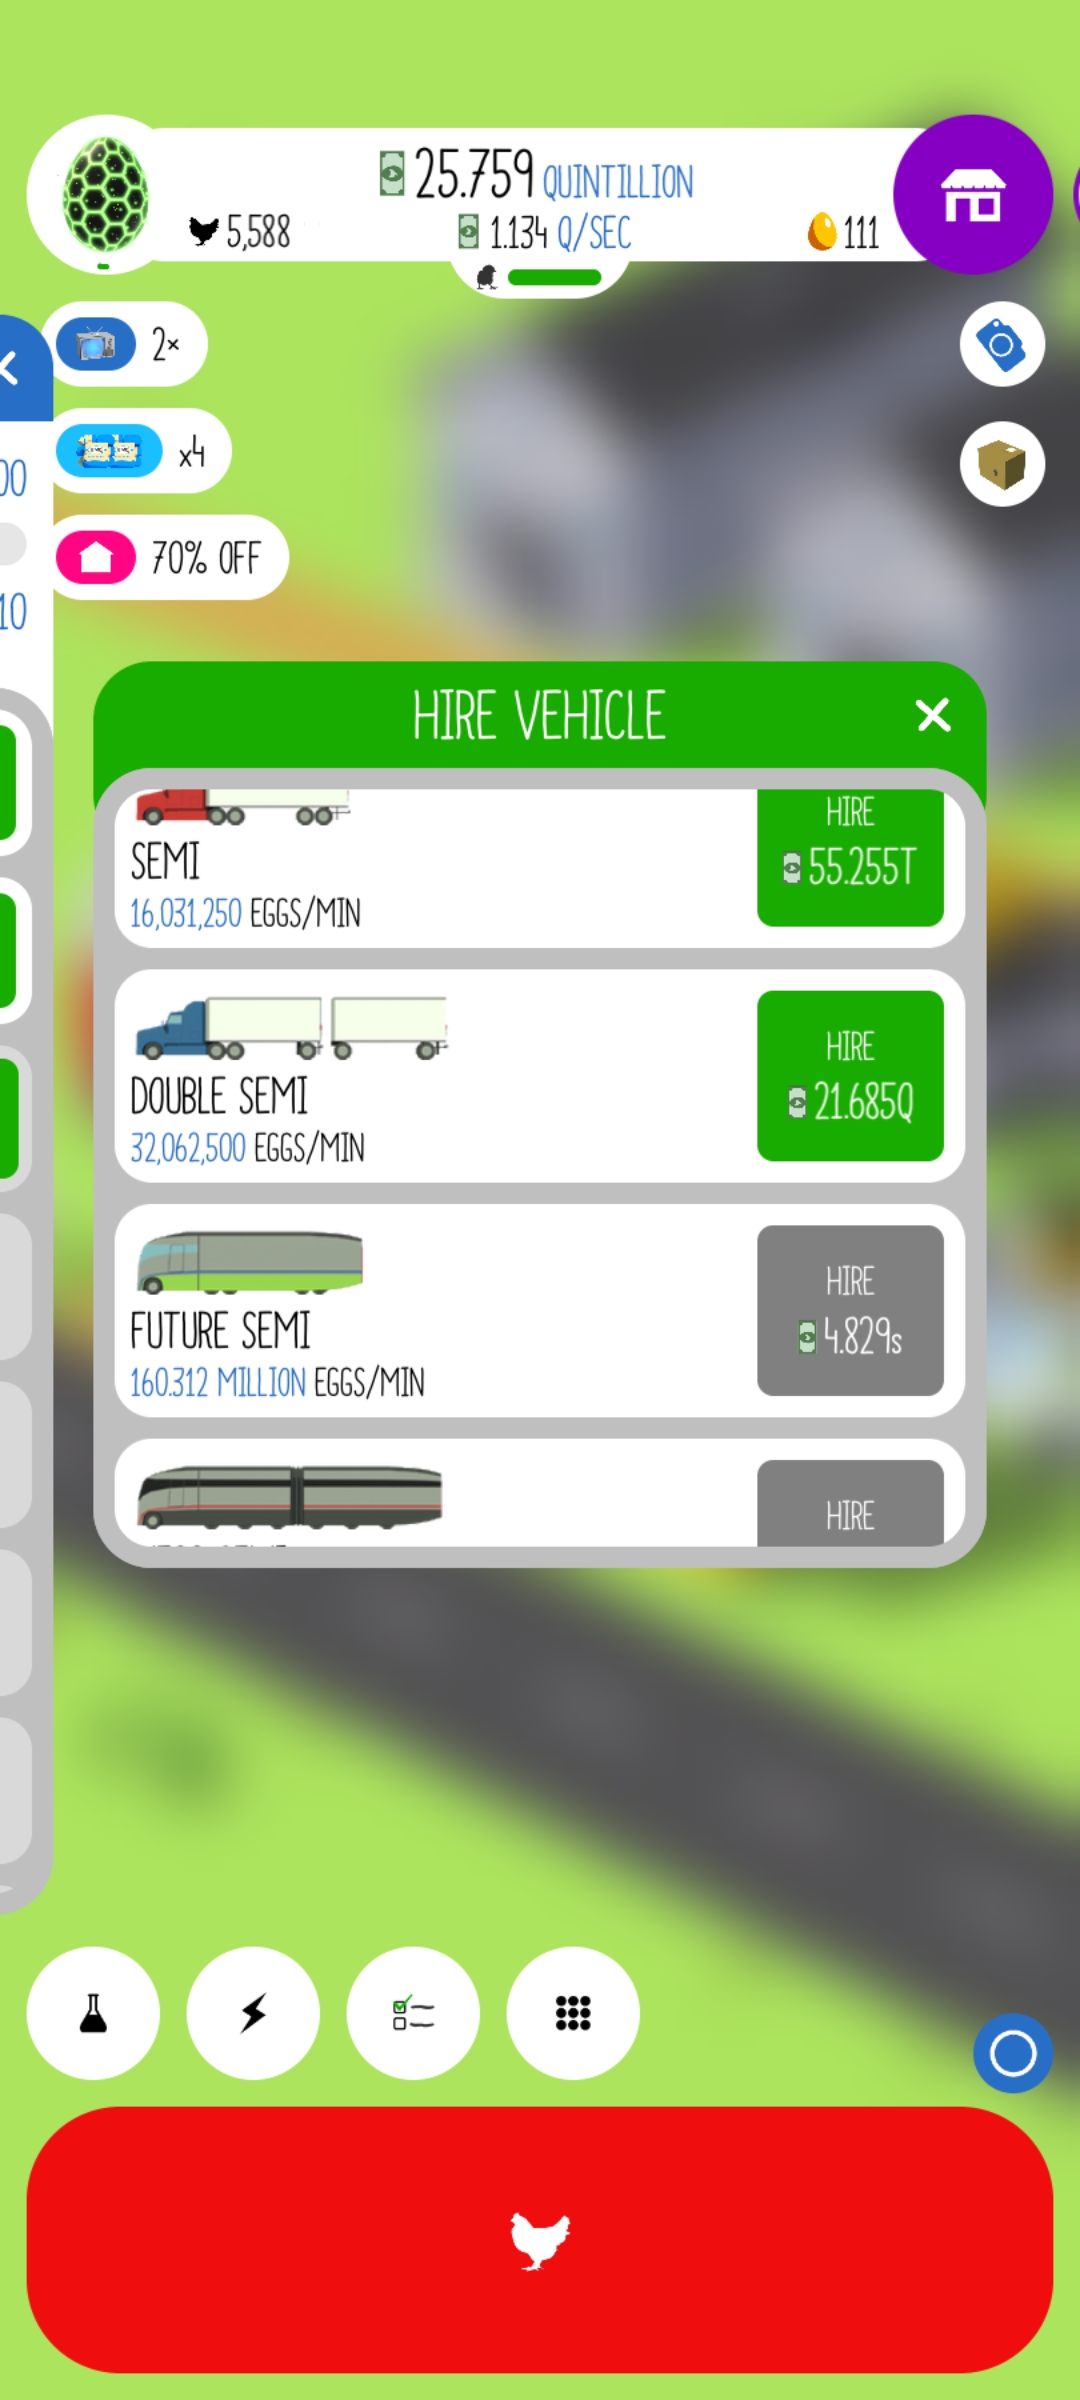 25.759 QUINTILLION
5,588
1.134 Q/SEC
111
2×
x4
00
70% OFF
10
HIRE VEHICLE
SEMI
16,031,250 EGGS/MIN
HIRE
55.255T
DOUBLE SEMI
32,062,500 EGGS/MIN
HIRE
21.685Q
FUTURE SEMI
160.312 MILLION EGGS/MIN
HIRE
4.829s
HIRE